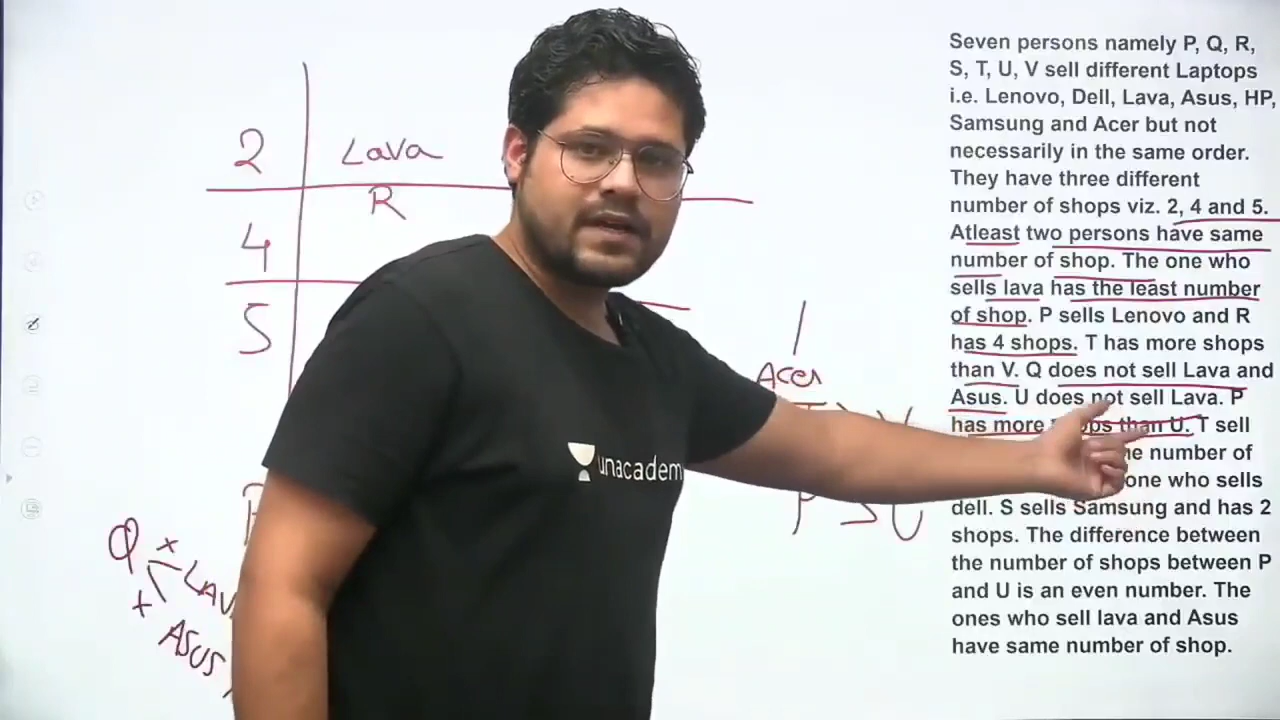 Seven persons namely P, Q, R,
S, T, U, V sell different Laptops
i.e. Lenovo, Dell, Lava, Asus, HP,
Samsung and Acer but not
necessarily in the same order.
They have three different
number of shops viz. 2, 4 and 5.
Atleast two persons have same
number of shop. The one who
sells lava has the least number
of shop. P sells Lenovo and R
has 4 shops. T has more shops
than V. Q does not sell Lava and
Asus. U does not sell Lava. P
has more than U. T sell
number of
one who sells
dell. S sells Samsung and has 2
shops. The difference between
the number of shops between P
and U is an even number. The
ones who sell lava and Asus
have same number of shop.
2 Lava
R
4
5
Acer
P > U
Q x
x
ASUS
unacademy